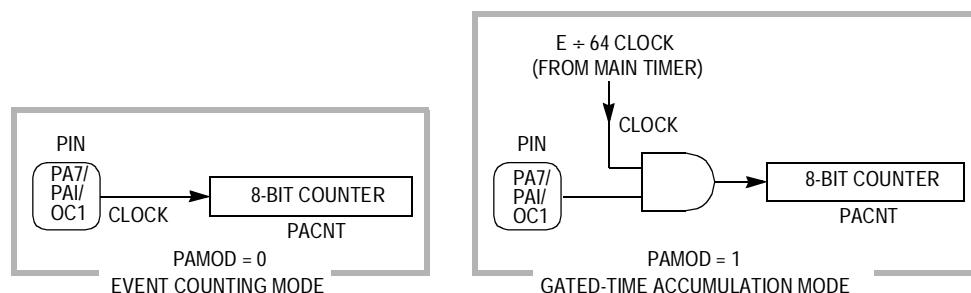 PIN
PA7/
PAI/
OC1
CLOCK
8-BIT COUNTER
PACNT
PAMOD = 0
EVENT COUNTING MODE
E ÷ 64 CLOCK
(FROM MAIN TIMER)
CLOCK
PIN
PA7/
PAI/
OC1
8-BIT COUNTER
PACNT
PAMOD = 1
GATED-TIME ACCUMULATION MODE